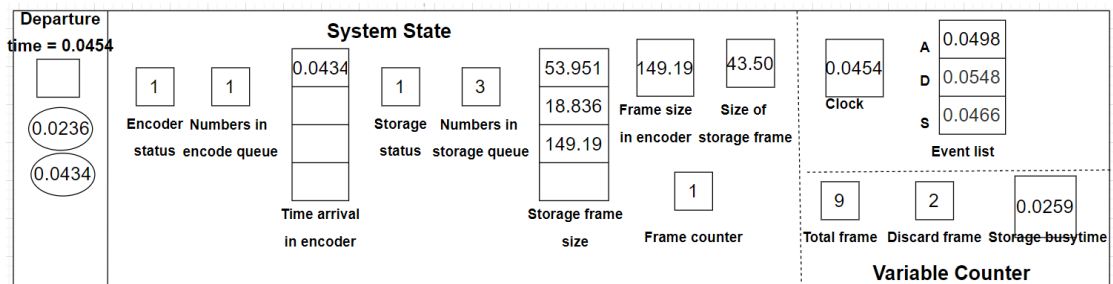 Departure
time = 0.0454
0.0236
0.0434
System State
1
Encoder
status
1
Numbers in
encode queue
0.0434
Time arrival
in encoder
1
Storage
status
3
Numbers in
storage queue
53.951
18.836
149.19
Storage frame
size
149.19
Frame size
in encoder
43.50
Size of
storage frame
1
Frame counter
0.0454
Clock
A 0.0498
D 0.0548
S 0.0466
Event list
9
Total frame
2
Discard frame
0.0259
Storage busytime
Variable Counter